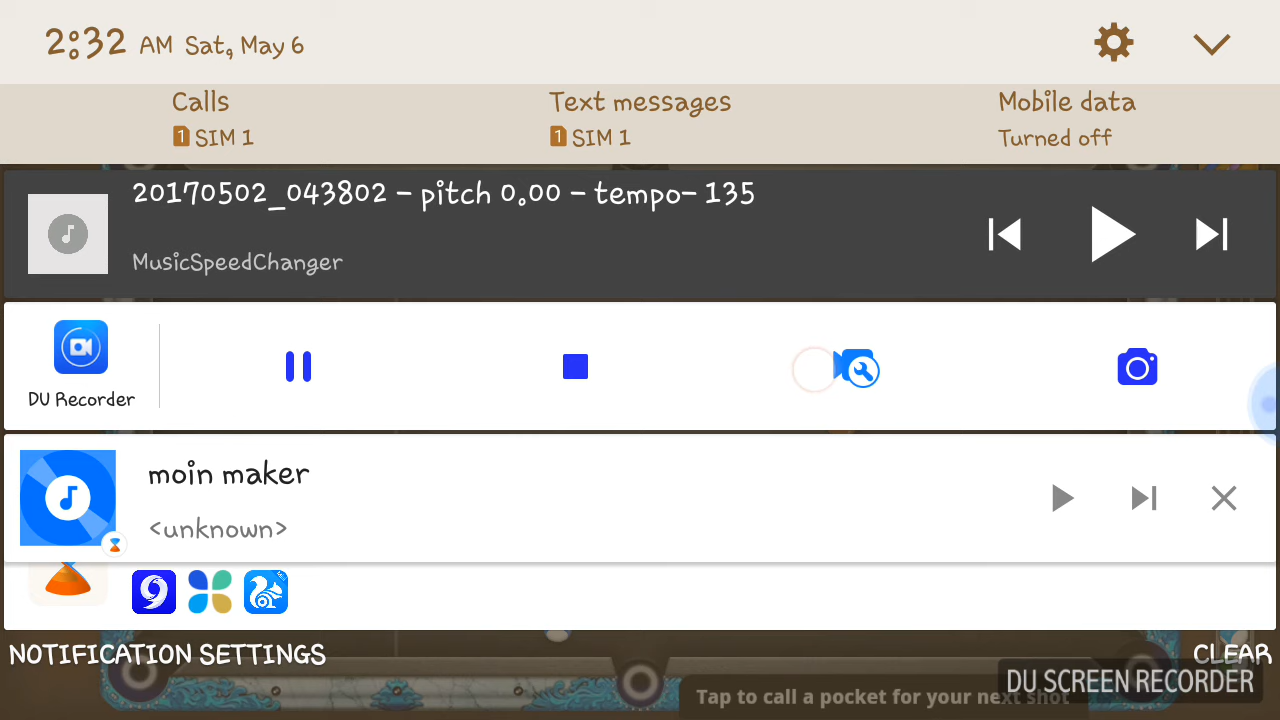 2:32 AM Sat, May 6
Calls
1 SIM 1
Text messages
1 SIM 1
Mobile data
Turned off
20170502_043802 - pitch 0.00 - tempo- 135
MusicSpeedChanger
DU Recorder
moin maker
<unknown>
NOTIFICATION SETTINGS
CLEAR
Tap to call a pocket for your next shot
DU SCREEN RECORDER